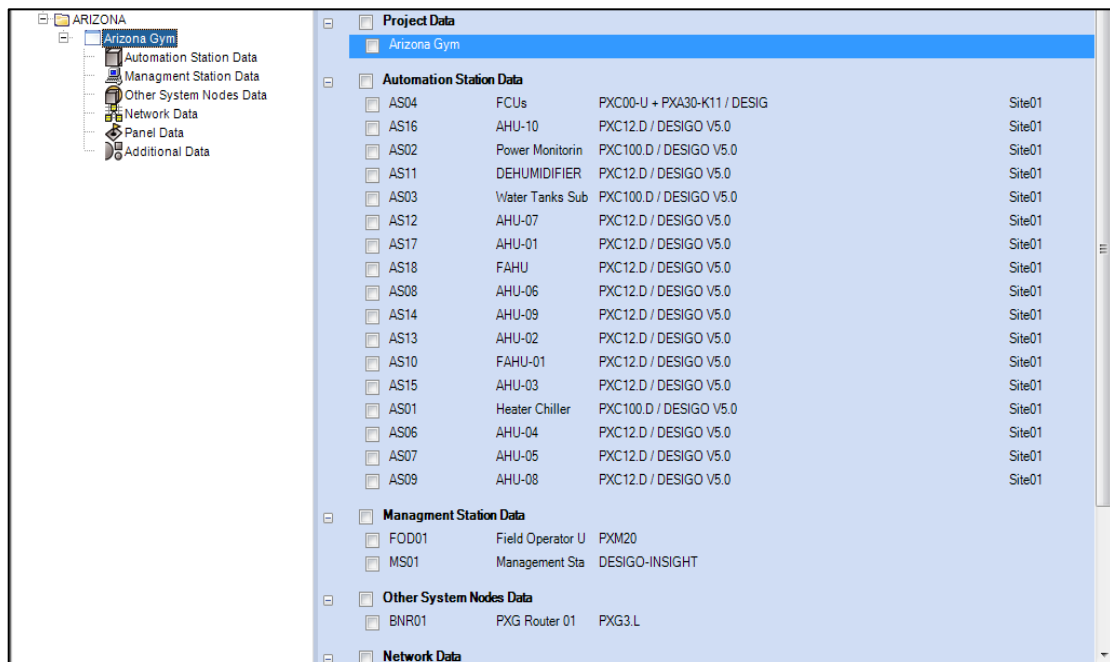 ARIZONA
Arizona Gym
Automation Station Data
Managment Station Data
Other System Nodes Data
Network Data
Panel Data
Additional Data
Project Data
Arizona Gym
Automation Station Data
AS04 FCUs PXC00-U + PXA30-K11 / DESIG Site01
AS16 AHU-10 PXC12.D / DESIGO V5.0 Site01
AS02 Power Monitorin PXC100.D / DESIGO V5.0 Site01
AS11 DEHUMIDIFIER PXC12.D / DESIGO V5.0 Site01
AS03 Water Tanks Sub PXC100.D / DESIGO V5.0 Site01
AS12 AHU-07 PXC12.D / DESIGO V5.0 Site01
AS17 AHU-01 PXC12.D / DESIGO V5.0 Site01
AS18 FAHU PXC12.D / DESIGO V5.0 Site01
AS08 AHU-06 PXC12.D / DESIGO V5.0 Site01
AS14 AHU-09 PXC12.D / DESIGO V5.0 Site01
AS13 AHU-02 PXC12.D / DESIGO V5.0 Site01
AS10 FAHU-01 PXC12.D / DESIGO V5.0 Site01
AS15 AHU-03 PXC12.D / DESIGO V5.0 Site01
AS01 Heater Chiller PXC100.D / DESIGO V5.0 Site01
AS06 AHU-04 PXC12.D / DESIGO V5.0 Site01
AS07 AHU-05 PXC12.D / DESIGO V5.0 Site01
AS09 AHU-08 PXC12.D / DESIGO V5.0 Site01
Managment Station Data
FOD01 Field Operator U PXM20
MS01 Management Sta DESIGO-INSIGHT
Other System Nodes Data
BNR01 PXG Router 01 PXG3.L
Network Data